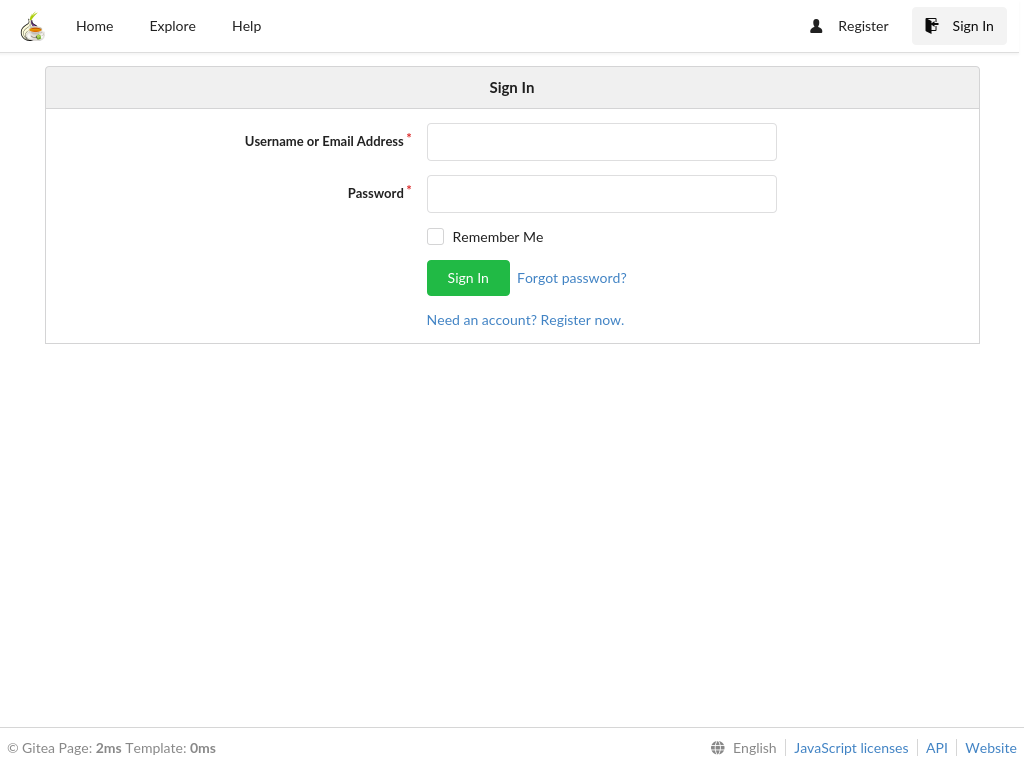 Home Explore Help Register Sign In
Sign In
Username or Email Address *
Password *
Remember Me
Sign In Forgot password?
Need an account? Register now.
© Gitea Page: 2ms Template: 0ms English JavaScript licenses API Website